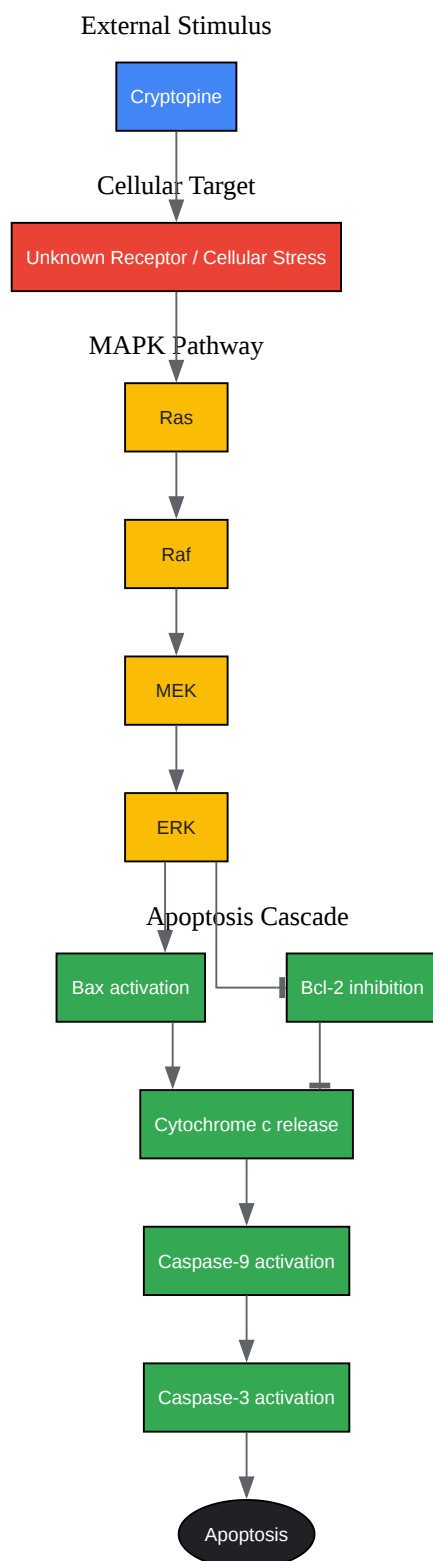 External Stimulus
Cryptopine
Cellular Target
Unknown Receptor / Cellular Stress
MAPK Pathway
Ras
Raf
MEK
ERK
Apoptosis Cascade
Bax activation
Bcl-2 inhibition
Cytochrome c release
Caspase-9 activation
Caspase-3 activation
Apoptosis